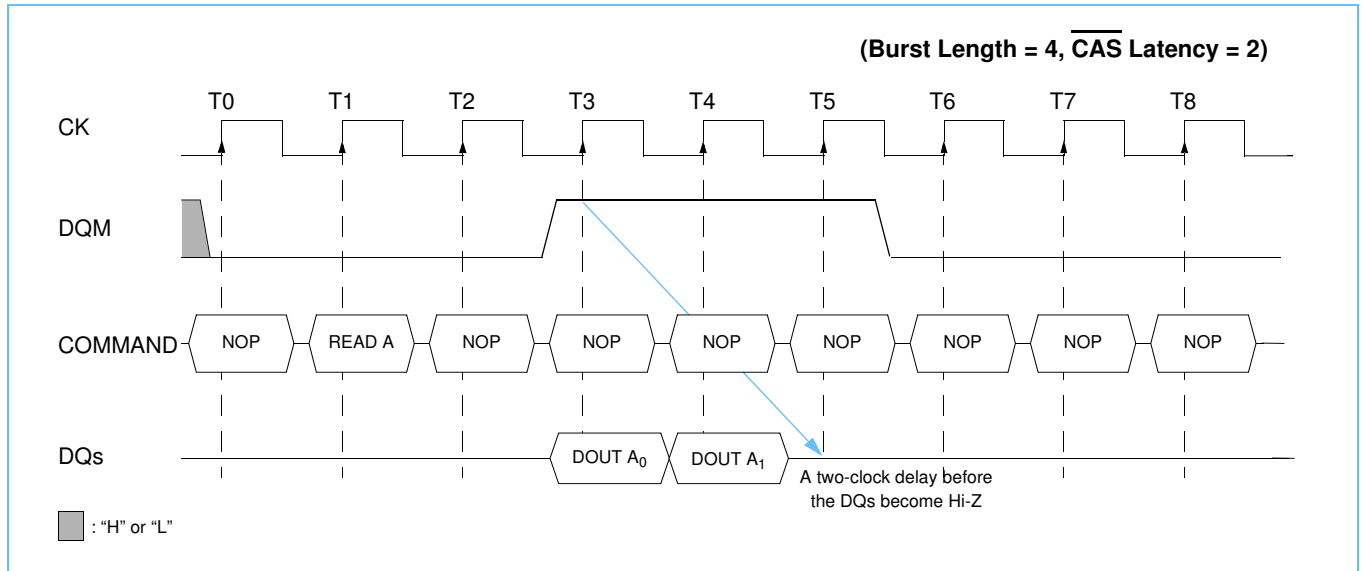 (Burst Length = 4, CAS Latency = 2)
T0 T1 T2 T3 T4 T5 T6 T7 T8
CK
DQM
COMMAND NOP READ A NOP NOP NOP NOP NOP NOP NOP
DQs DOUT A0 DOUT A1
A two-clock delay before
the DQs become Hi-Z
: “H” or “L”